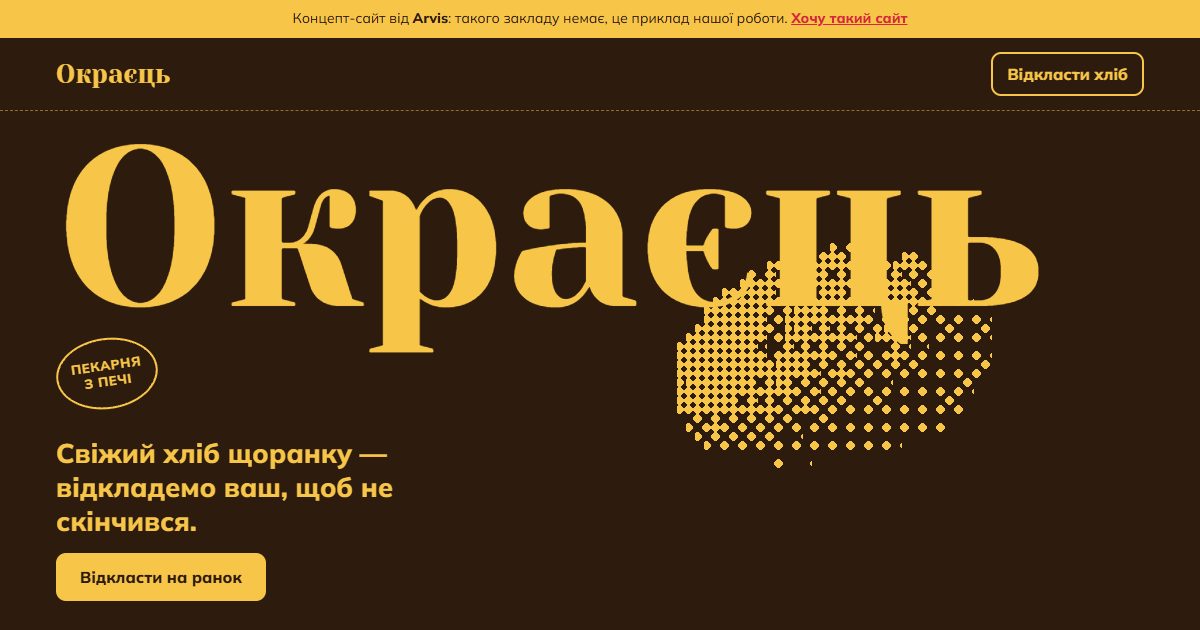 Концепт-сайт від Arvis: такого закладу немає, це приклад нашої роботи. Хочу такий сайт
Окраєць
Відкласти хліб
Окраєць
ПЕКАРНЯ
З ПЕЧІ
Свіжий хліб щоранку —
відкладемо ваш, щоб не
скінчився.
Відкласти на ранок